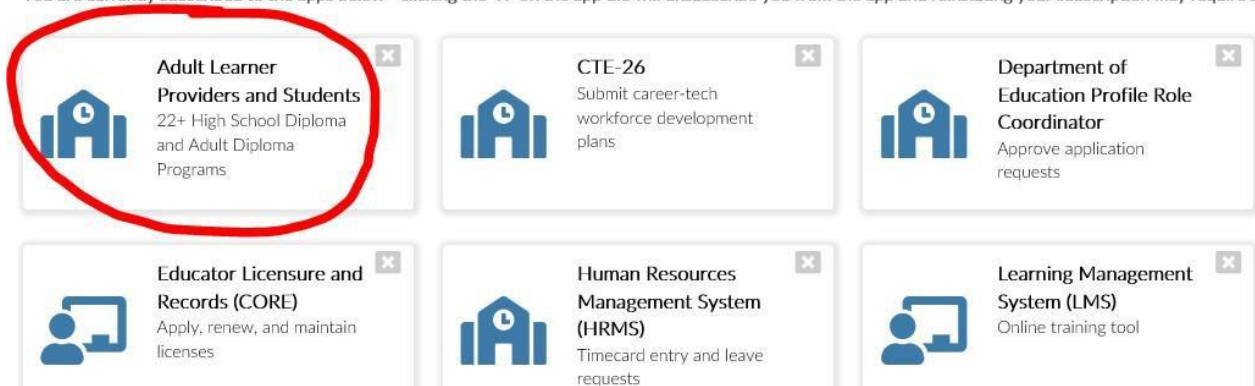 Adult Learner
Providers and Students
22+ High School Diploma
and Adult Diploma
Programs
CTE-26
Submit career-tech
workforce development
plans
Department of
Education Profile Role
Coordinator
Approve application
requests
Educator Licensure and
Records (CORE)
Apply, renew, and maintain
licenses
Human Resources
Management System
(HRMS)
Timecard entry and leave
requests
Learning Management
System (LMS)
Online training tool